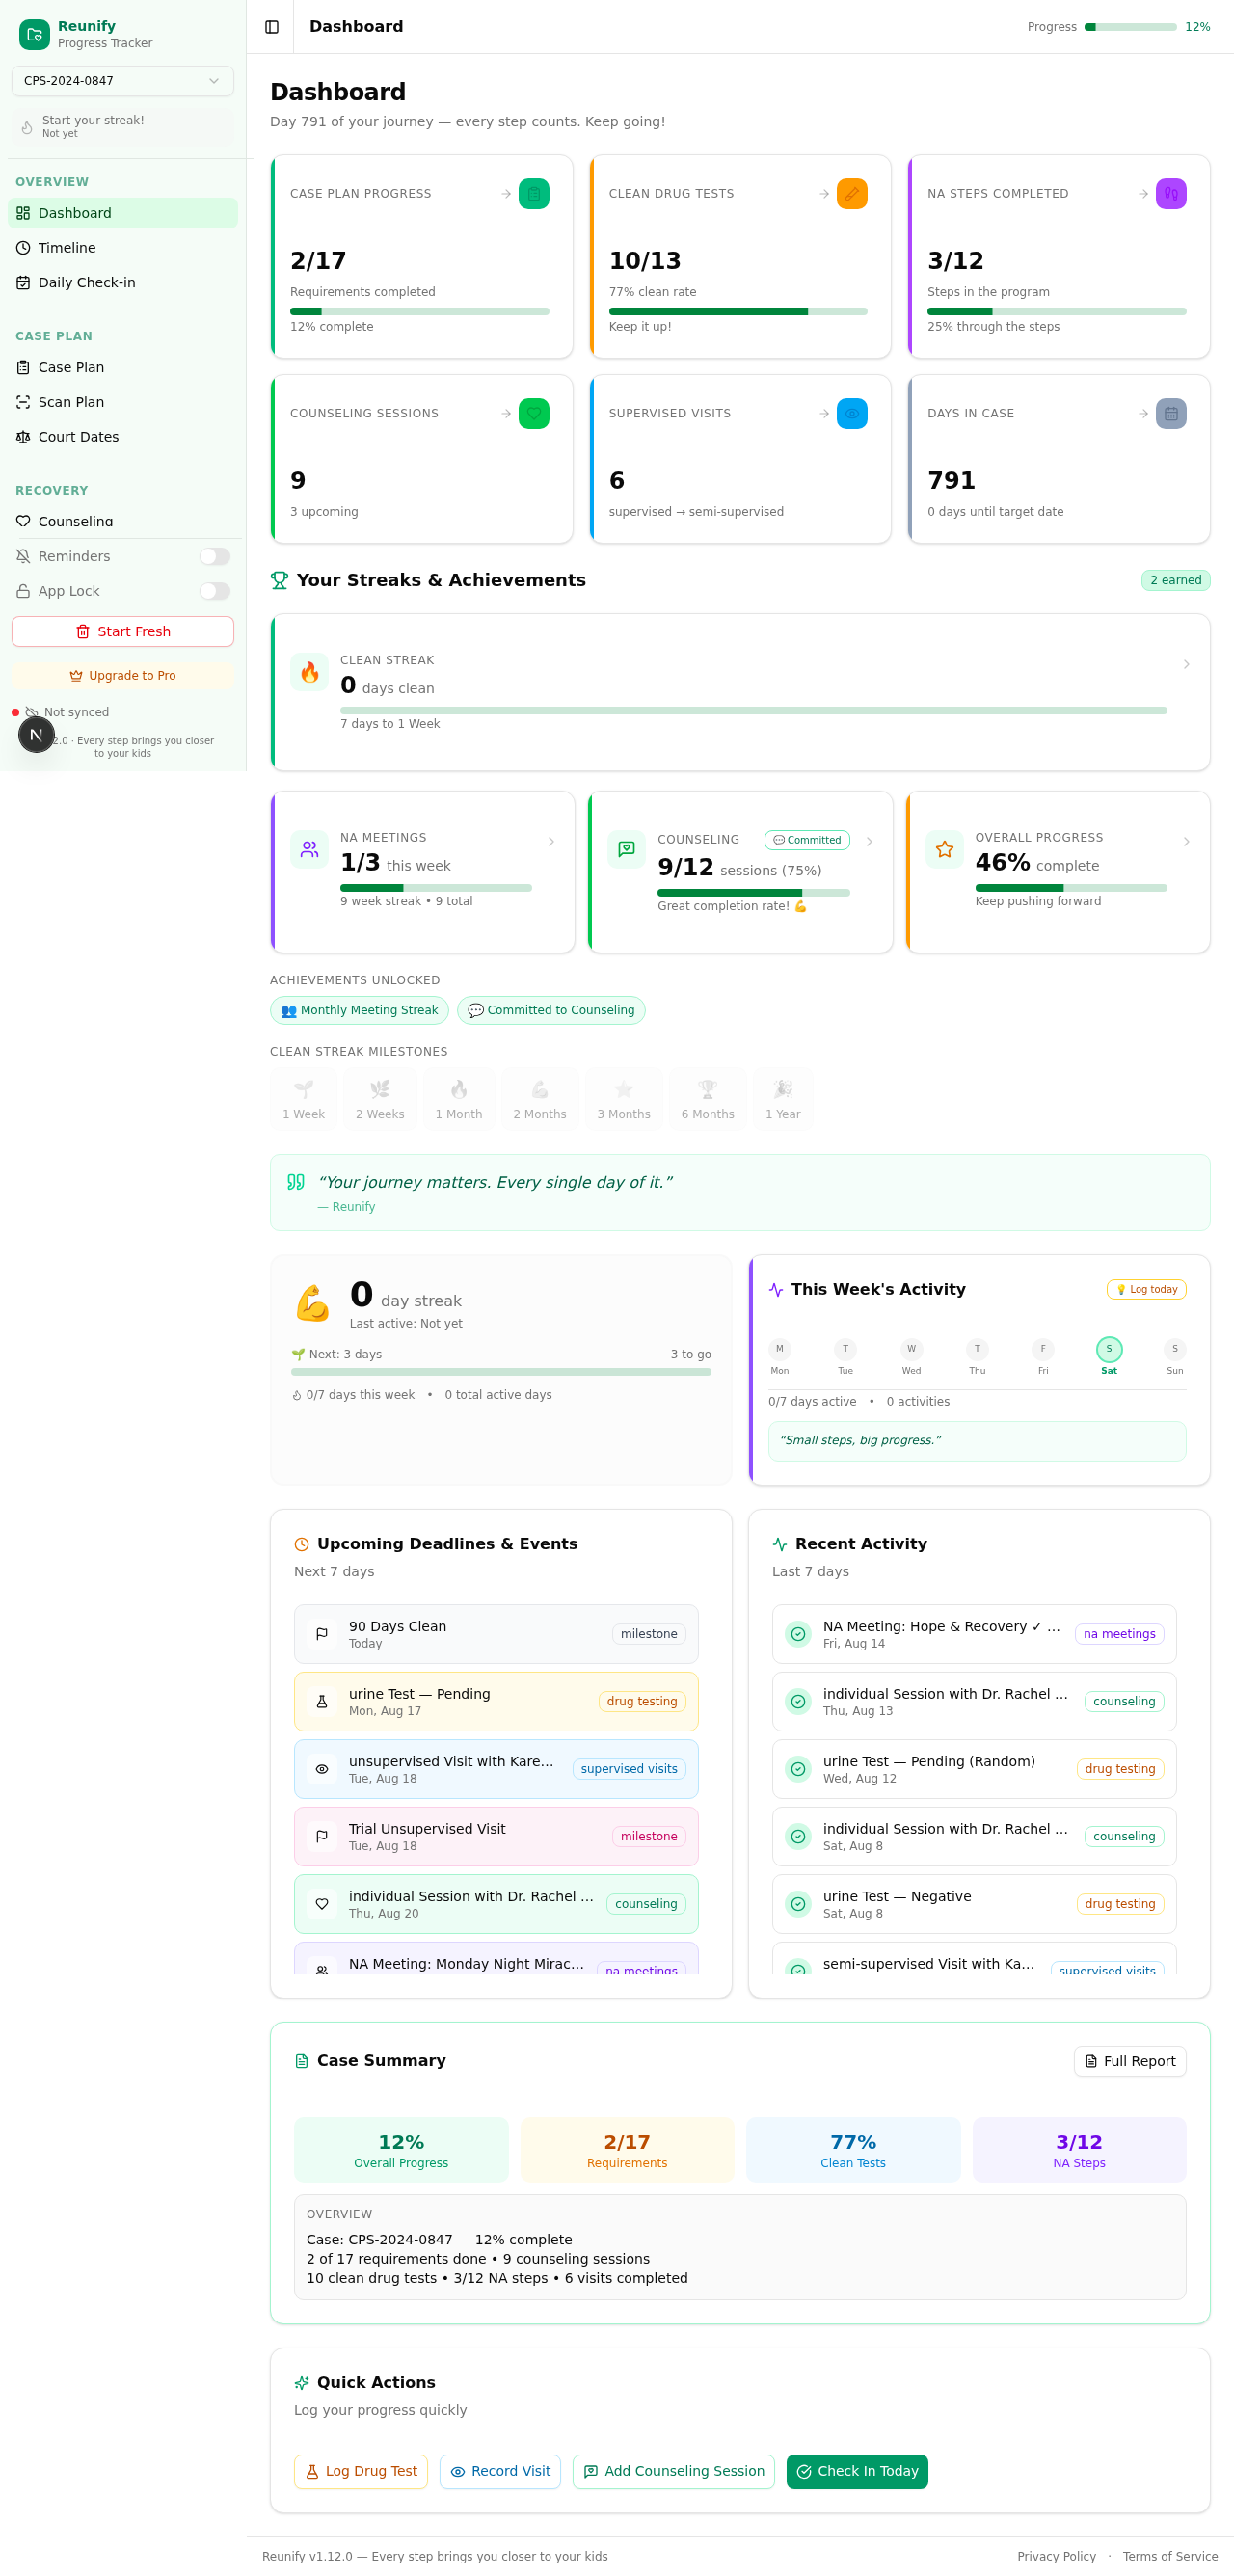 Reunify
Progress Tracker
CPS-2024-0847
Start your streak!
Not yet
OVERVIEW
Dashboard
Timeline
Daily Check-in
CASE PLAN
Case Plan
Scan Plan
Court Dates
RECOVERY
Counseling
Reminders
App Lock
Start Fresh
Upgrade to Pro
Not synced
N
2.0 · Every step brings you closer
to your kids
Dashboard
Progress 12%
Dashboard
Day 791 of your journey — every step counts. Keep going!
CASE PLAN PROGRESS
2/17
Requirements completed
12% complete
CLEAN DRUG TESTS
10/13
77% clean rate
Keep it up!
NA STEPS COMPLETED
3/12
Steps in the program
25% through the steps
COUNSELING SESSIONS
9
3 upcoming
SUPERVISED VISITS
6
supervised → semi-supervised
DAYS IN CASE
791
0 days until target date
Your Streaks & Achievements
2 earned
CLEAN STREAK
0 days clean
7 days to 1 Week
NA MEETINGS
1/3 this week
9 week streak • 9 total
COUNSELING
💬 Committed
9/12 sessions (75%)
Great completion rate! 💪
OVERALL PROGRESS
46% complete
Keep pushing forward
ACHIEVEMENTS UNLOCKED
👥 Monthly Meeting Streak
💬 Committed to Counseling
CLEAN STREAK MILESTONES
1 Week
2 Weeks
1 Month
2 Months
3 Months
6 Months
1 Year
“Your journey matters. Every single day of it.”
— Reunify
0 day streak
Last active: Not yet
🌱 Next: 3 days
3 to go
0/7 days this week • 0 total active days
This Week's Activity
💡 Log today
M T W T F S S
Mon Tue Wed Thu Fri Sat Sun
0/7 days active • 0 activities
“Small steps, big progress.”
Upcoming Deadlines & Events
Next 7 days
90 Days Clean
Today
milestone
urine Test — Pending
Mon, Aug 17
drug testing
unsupervised Visit with Kare...
Tue, Aug 18
supervised visits
Trial Unsupervised Visit
Tue, Aug 18
milestone
individual Session with Dr. Rachel ...
Thu, Aug 20
counseling
NA Meeting: Monday Night Mirac...
na meetings
Recent Activity
Last 7 days
NA Meeting: Hope & Recovery ✓ ...
Fri, Aug 14
na meetings
individual Session with Dr. Rachel ...
Thu, Aug 13
counseling
urine Test — Pending (Random)
Wed, Aug 12
drug testing
individual Session with Dr. Rachel ...
Sat, Aug 8
counseling
urine Test — Negative
Sat, Aug 8
drug testing
semi-supervised Visit with Ka...
supervised visits
Case Summary
Full Report
12%
Overall Progress
2/17
Requirements
77%
Clean Tests
3/12
NA Steps
OVERVIEW
Case: CPS-2024-0847 — 12% complete
2 of 17 requirements done • 9 counseling sessions
10 clean drug tests • 3/12 NA steps • 6 visits completed
Quick Actions
Log your progress quickly
Log Drug Test
Record Visit
Add Counseling Session
Check In Today
Reunify v1.12.0 — Every step brings you closer to your kids
Privacy Policy · Terms of Service